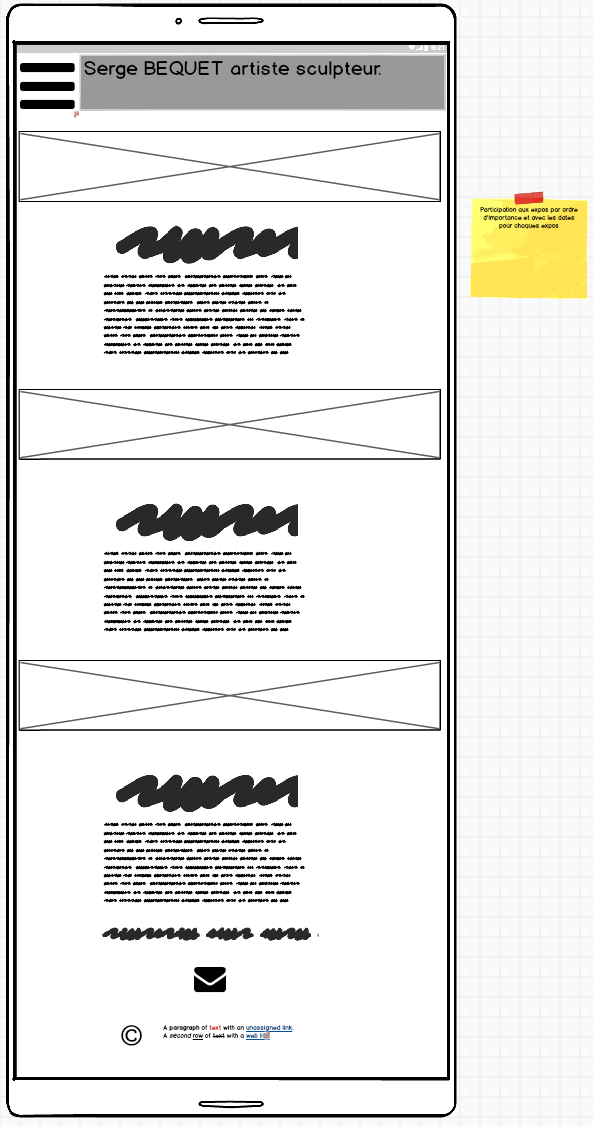 Serge BEQUET artiste sculpteur.
Participation aux expos par ordre
d'importance et avec les dates
pour chaques expos
©
A paragraph of text with an unassigned link
A second row of text with a web link